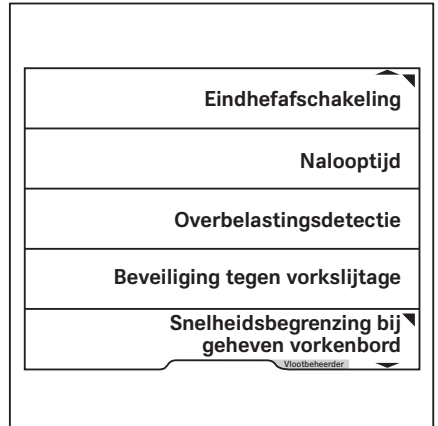 Eindhefafschakeling
Nalooptijd
Overbelastingsdetectie
Beveiliging tegen vorkslijtage
Snelheidsbegrenzing bij
geheven vorkenbord
Vlootbeheerder